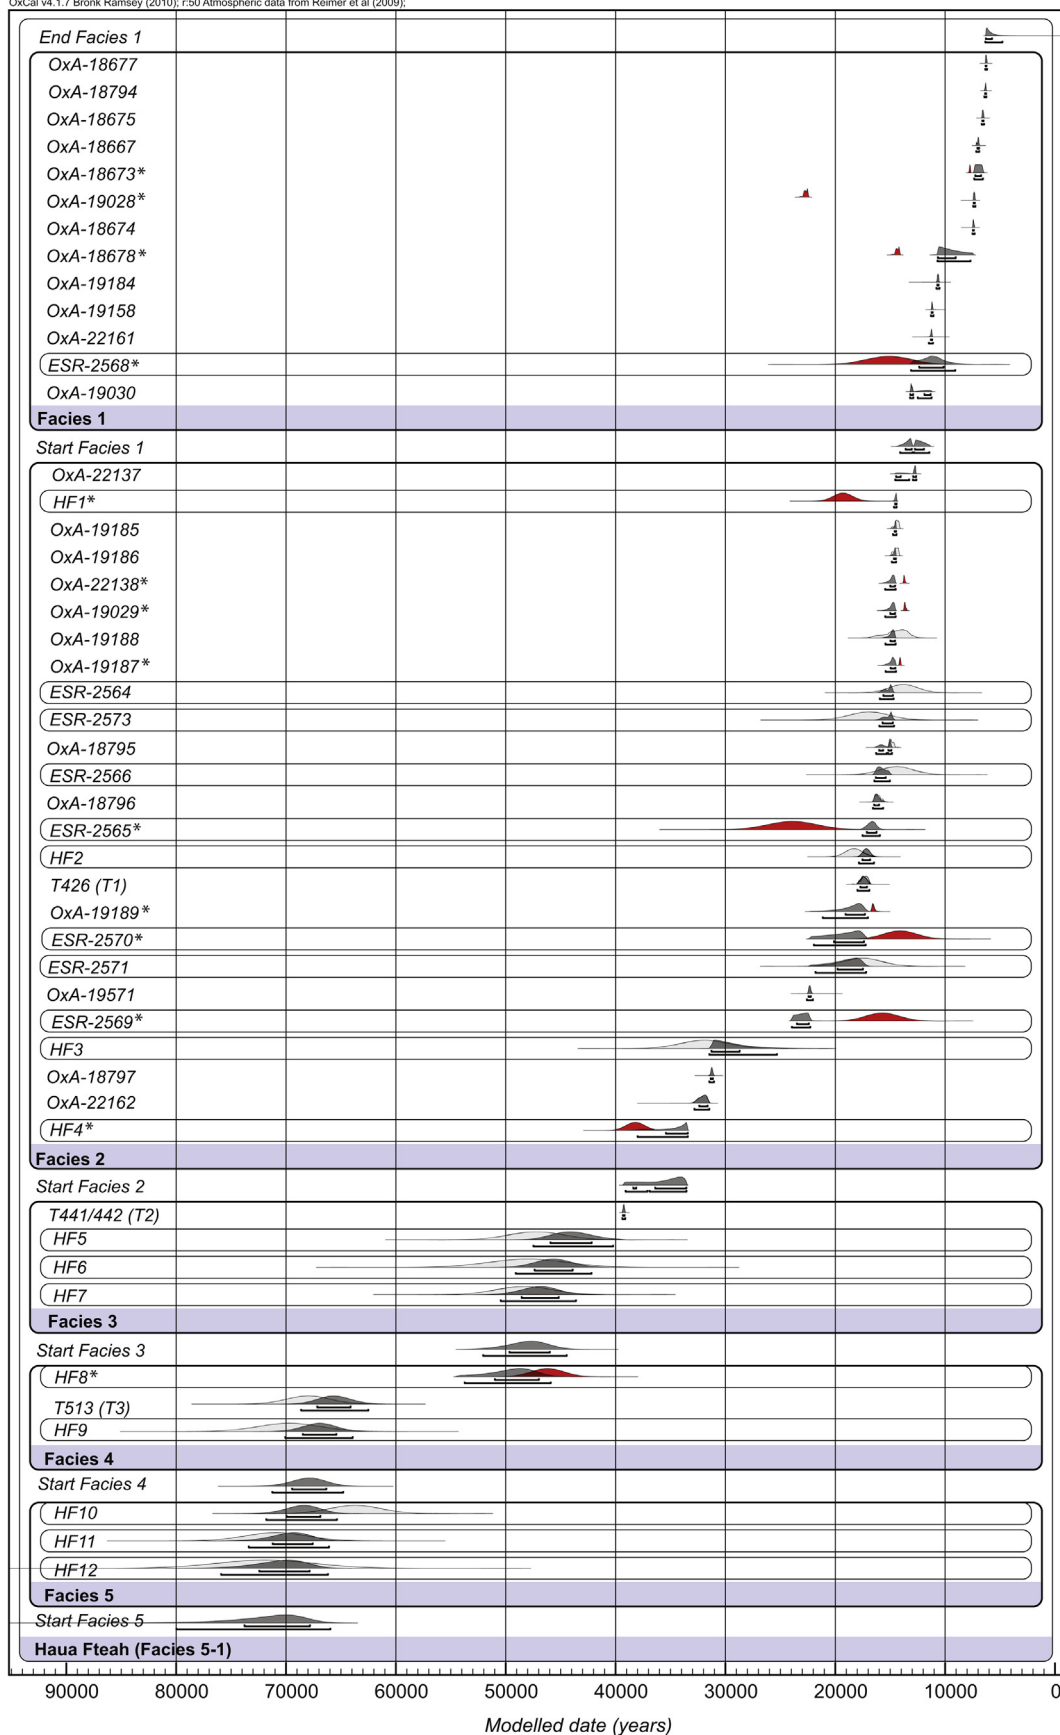 OxCal v4.1.7 Bronk Ramsey (2010); r:50 Atmospheric data from Reimer et al (2009);
End Facies 1
OxA-18677
OxA-18794
OxA-18675
OxA-18667
OxA-18673*
OxA-19028*
OxA-18674
OxA-18678*
OxA-19184
OxA-19158
OxA-22161
ESR-2568*
OxA-19030
Facies 1
Start Facies 1
OxA-22137
HF1*
OxA-19185
OxA-19186
OxA-22138*
OxA-19029*
OxA-19188
OxA-19187*
ESR-2564
ESR-2573
OxA-18795
ESR-2566
OxA-18796
ESR-2565*
HF2
T426 (T1)
OxA-19189*
ESR-2570*
ESR-2571
OxA-19571
ESR-2569*
HF3
OxA-18797
OxA-22162
HF4*
Facies 2
Start Facies 2
T441/442 (T2)
HF5
HF6
HF7
Facies 3
Start Facies 3
HF8*
T513 (T3)
HF9
Facies 4
Start Facies 4
HF10
HF11
HF12
Facies 5
Start Facies 5
Haua Fteah (Facies 5-1)
90000 80000 70000 60000 50000 40000 30000 20000 10000 0
Modelled date (years)